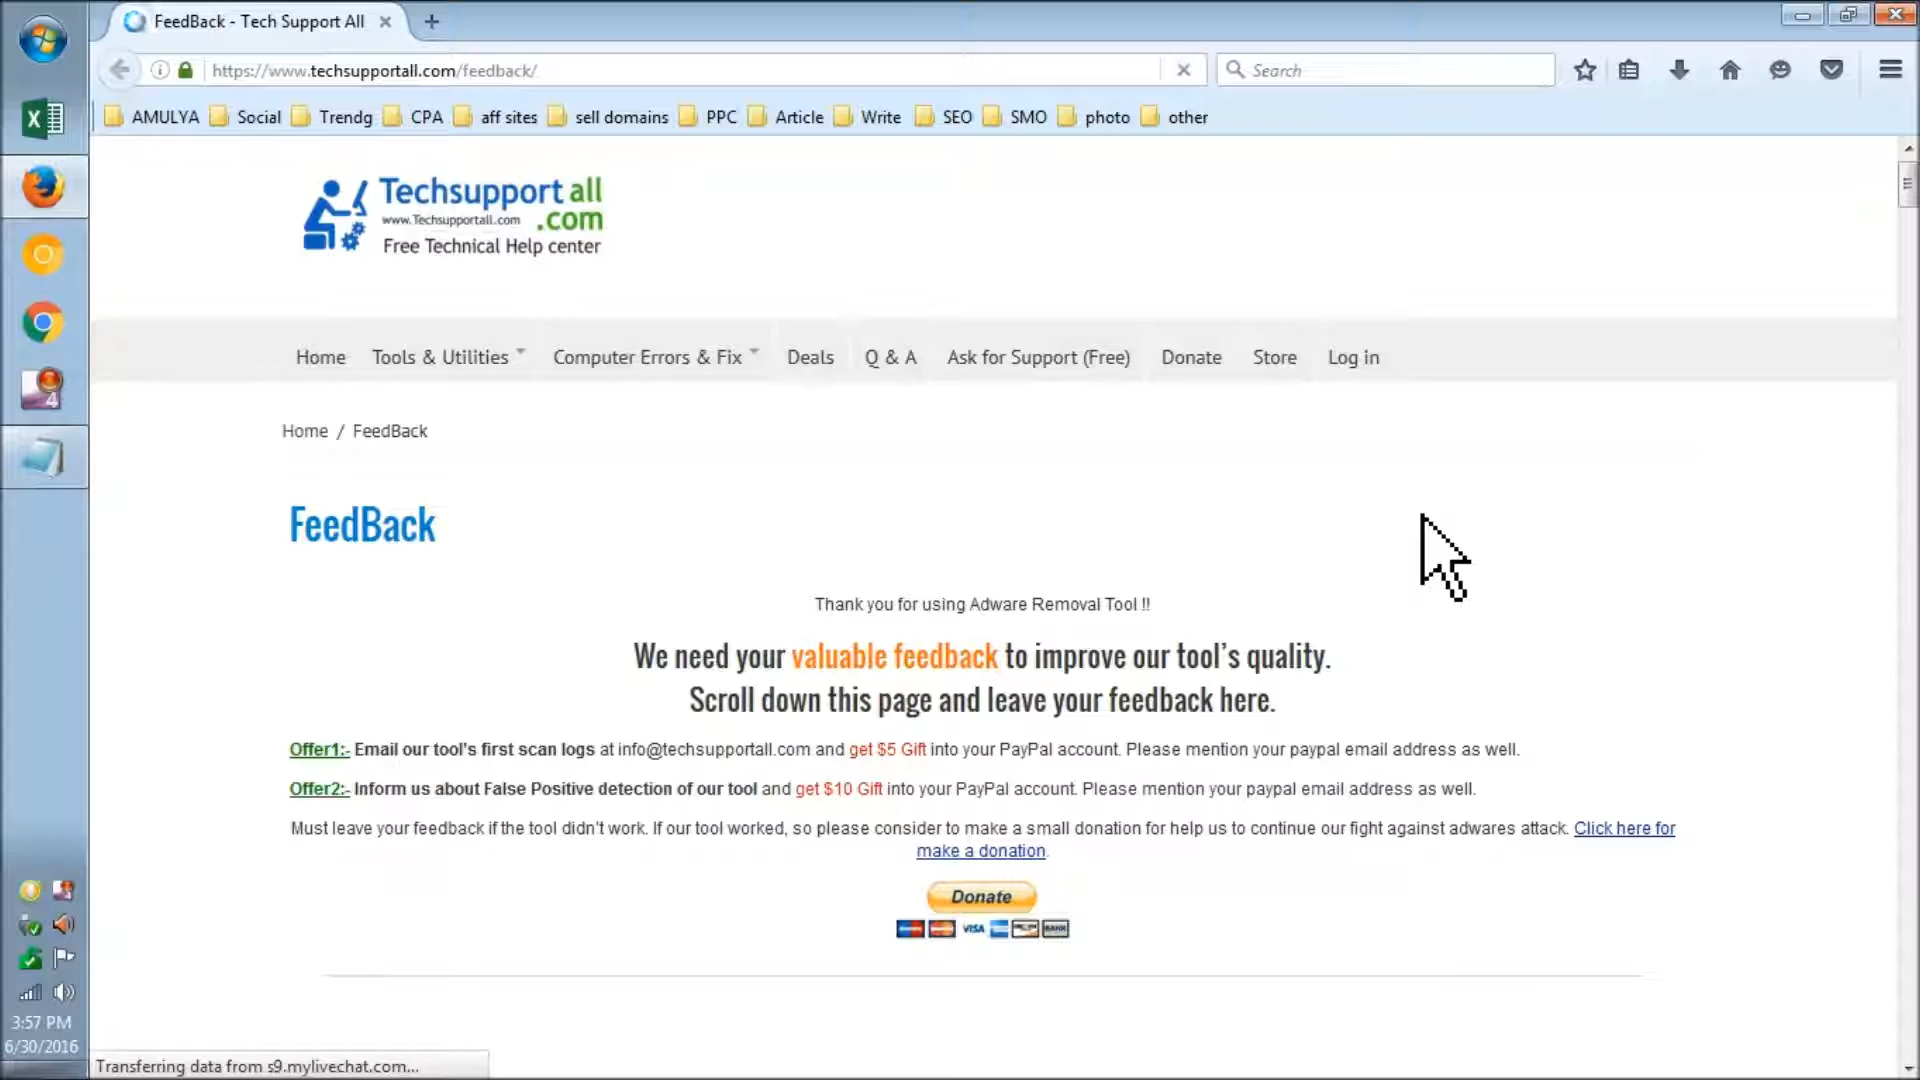 FeedBack - Tech Support All
https://www.techsupportall.com/feedback/
Search
AMULYA Social Trendg CPA aff sites sell domains PPC Article Write SEO SMO photo other
Techsupport all
www.Techsupportall.com .com
Free Technical Help center
Home Tools & Utilities Computer Errors & Fix Deals Q & A Ask for Support (Free) Donate Store Log in
Home / FeedBack
FeedBack
Thank you for using Adware Removal Tool !!
We need your valuable feedback to improve our tool's quality.
Scroll down this page and leave your feedback here.
Offer1:- Email our tool's first scan logs at info@techsupportall.com and get $5 Gift into your PayPal account. Please mention your paypal email address as well.
Offer2:- Inform us about False Positive detection of our tool and get $10 Gift into your PayPal account. Please mention your paypal email address as well.
Must leave your feedback if the tool didn't work. If our tool worked, so please consider to make a small donation for help us to continue our fight against adwares attack. Click here for
make a donation.
Donate
VISA
3:57 PM
6/30/2016
Transferring data from s9.mylivechat.com...